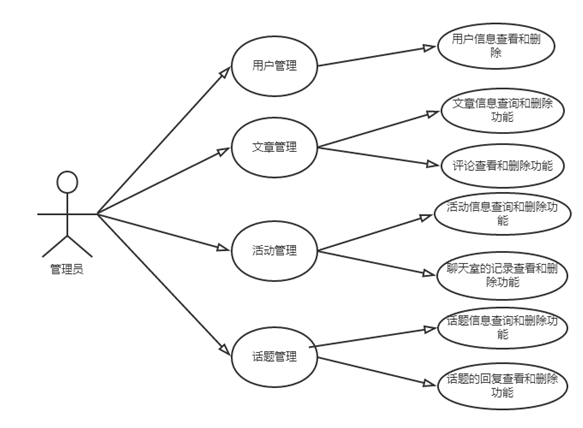 用户信息查看和删
除
用户管理
文章信息查询和删除
功能
文章管理
评论查看和删除功能
活动信息查询和删除功
能
活动管理
管理员
聊天室的记录查看和删
除功能
话题信息查询和删除功
能
话题管理
话题的回复查看和删除
功能